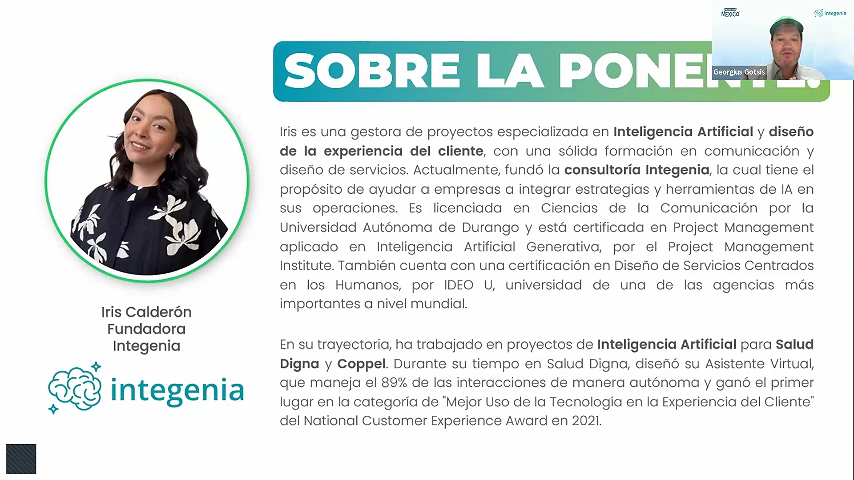 MÉXICO
integenia
Georgius Gotsis
SOBRE LA PONENTE:
Iris es una gestora de proyectos especializada en Inteligencia Artificial y diseño
de la experiencia del cliente, con una sólida formación en comunicación y
diseño de servicios. Actualmente, fundó la consultoría Integenia, la cual tiene el
propósito de ayudar a empresas a integrar estrategias y herramientas de IA en
sus operaciones. Es licenciada en Ciencias de la Comunicación por la
Universidad Autónoma de Durango y está certificada en Project Management
aplicado en Inteligencia Artificial Generativa, por el Project Management
Institute. También cuenta con una certificación en Diseño de Servicios Centrados
en los Humanos, por IDEO U, universidad de una de las agencias más
importantes a nivel mundial.
En su trayectoria, ha trabajado en proyectos de Inteligencia Artificial para Salud
Digna y Coppel. Durante su tiempo en Salud Digna, diseñó su Asistente Virtual,
que maneja el 89% de las interacciones de manera autónoma y ganó el primer
lugar en la categoría de "Mejor Uso de la Tecnología en la Experiencia del Cliente"
del National Customer Experience Award en 2021.
Iris Calderón
Fundadora
Integenia
integenia